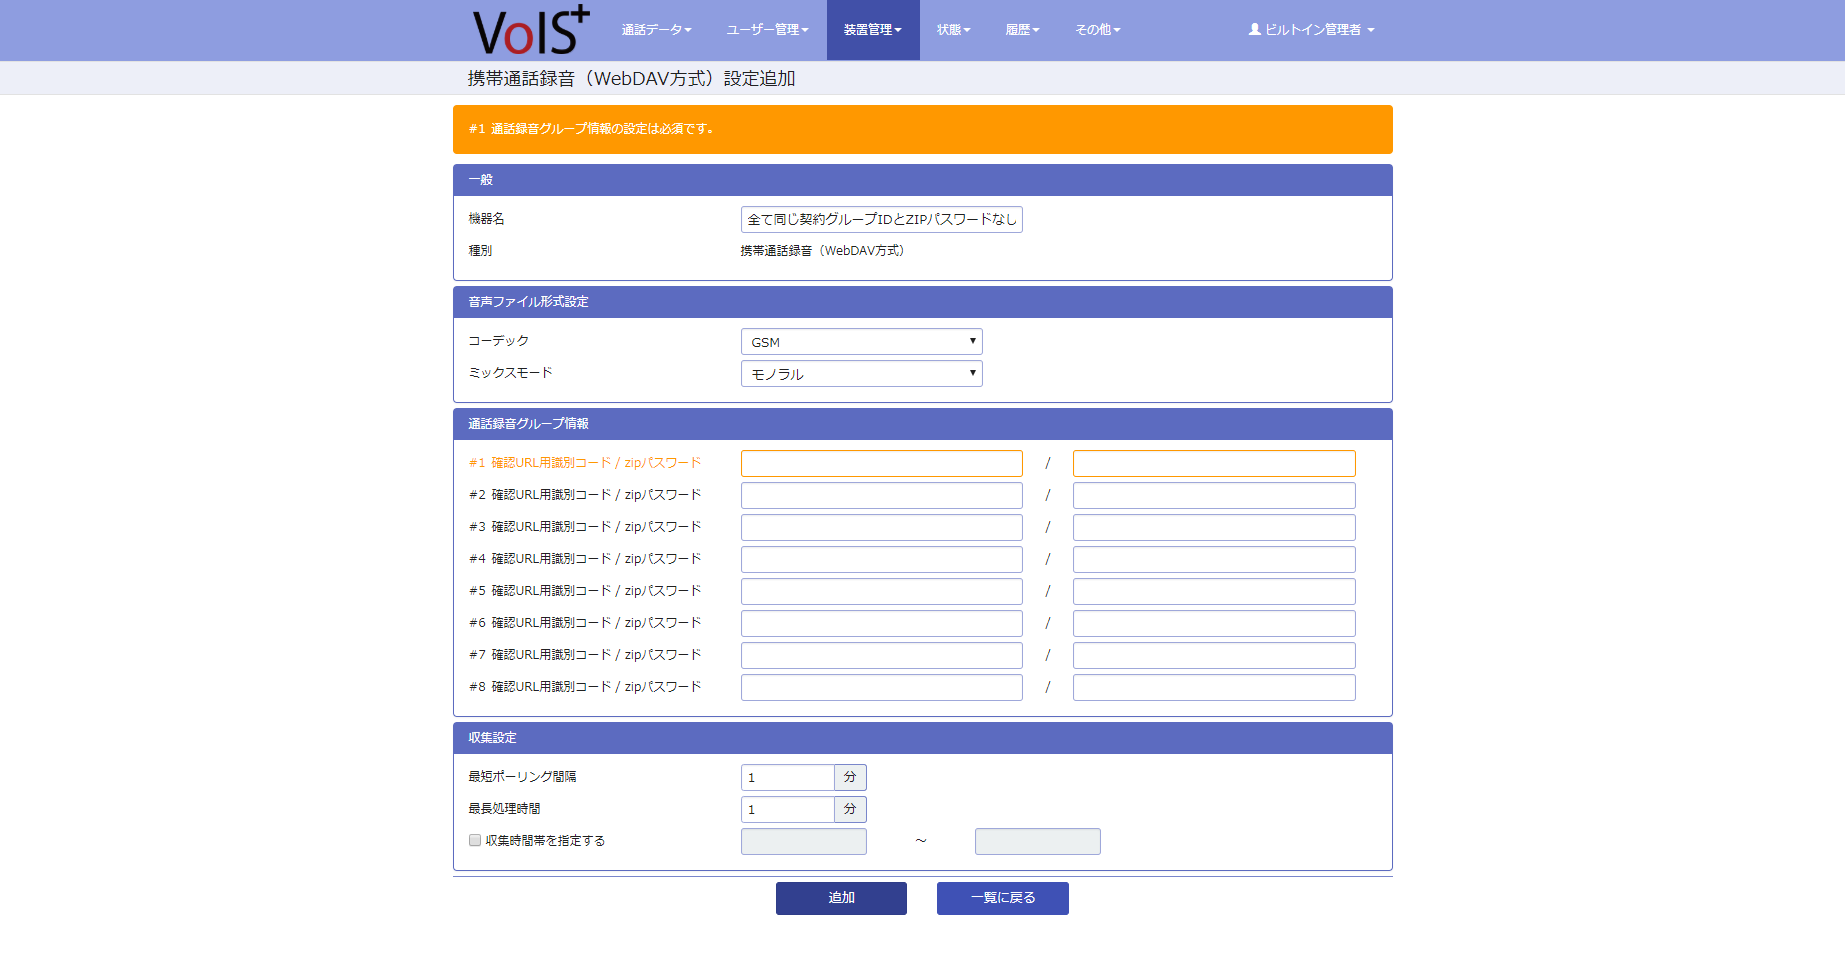 VoIS+ 通話データ ユーザー管理 装置管理 状態 履歴 その他 ビルトイン管理者
携帯通話録音（WebDAV方式）設定追加
#1 通話録音グループ情報の設定は必須です。
一般
機器名 全て同じ契約グループIDとZIPパスワードなし
種別 携帯通話録音（WebDAV方式）
音声ファイル形式設定
コーデック GSM
ミックスモード モノラル
通話録音グループ情報
#1 確認URL用識別コード / zipパスワード /
#2 確認URL用識別コード / zipパスワード /
#3 確認URL用識別コード / zipパスワード /
#4 確認URL用識別コード / zipパスワード /
#5 確認URL用識別コード / zipパスワード /
#6 確認URL用識別コード / zipパスワード /
#7 確認URL用識別コード / zipパスワード /
#8 確認URL用識別コード / zipパスワード /
収集設定
最短ポーリング間隔 1 分
最長処理時間 1 分
収集時間帯を指定する ～
追加 一覧に戻る